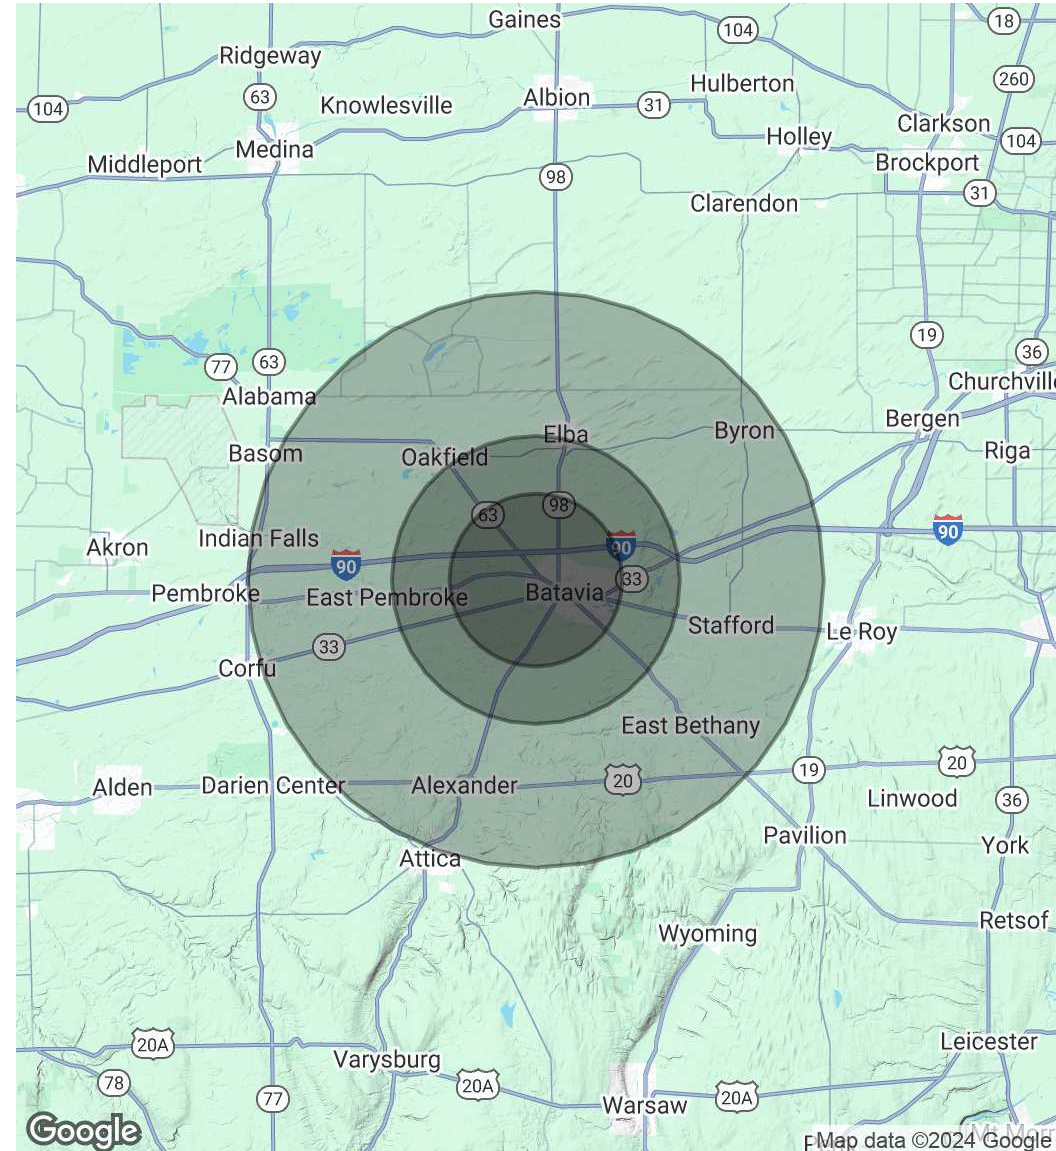 Gaines
104
18
Ridgeway
260
63
Knowlesville
Albion
Hulberton
31
104
Clarkson
Holley
104
Medina
Middleport
Brockport
98
31
Clarendon
19
36
77
63
Churchville
Alabama
Bergen
Elba
Byron
Basom
Oakfield
Riga
63
98
Akron
Indian Falls
90
90
90
33
Pembroke
East Pembroke
Batavia
Stafford
Le Roy
33
Corfu
East Bethany
20
19
20
Alden
Darien Center
Alexander
Linwood
36
Pavilion
York
Attica
Retsof
Wyoming
Leicester
20A
Varysburg
78
20A
77
Warsaw
20A
Google
Map data ©2024 Google